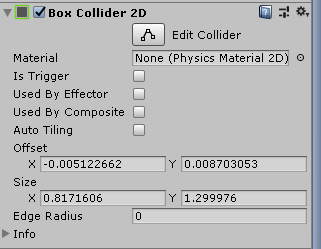 Box Collider 2D
Edit Collider
Material None (Physics Material 2D)
Is Trigger
Used By Effector
Used By Composite
Auto Tiling
Offset
X -0.005122662 Y 0.008703053
Size
X 0.8171606 Y 1.299976
Edge Radius 0
Info